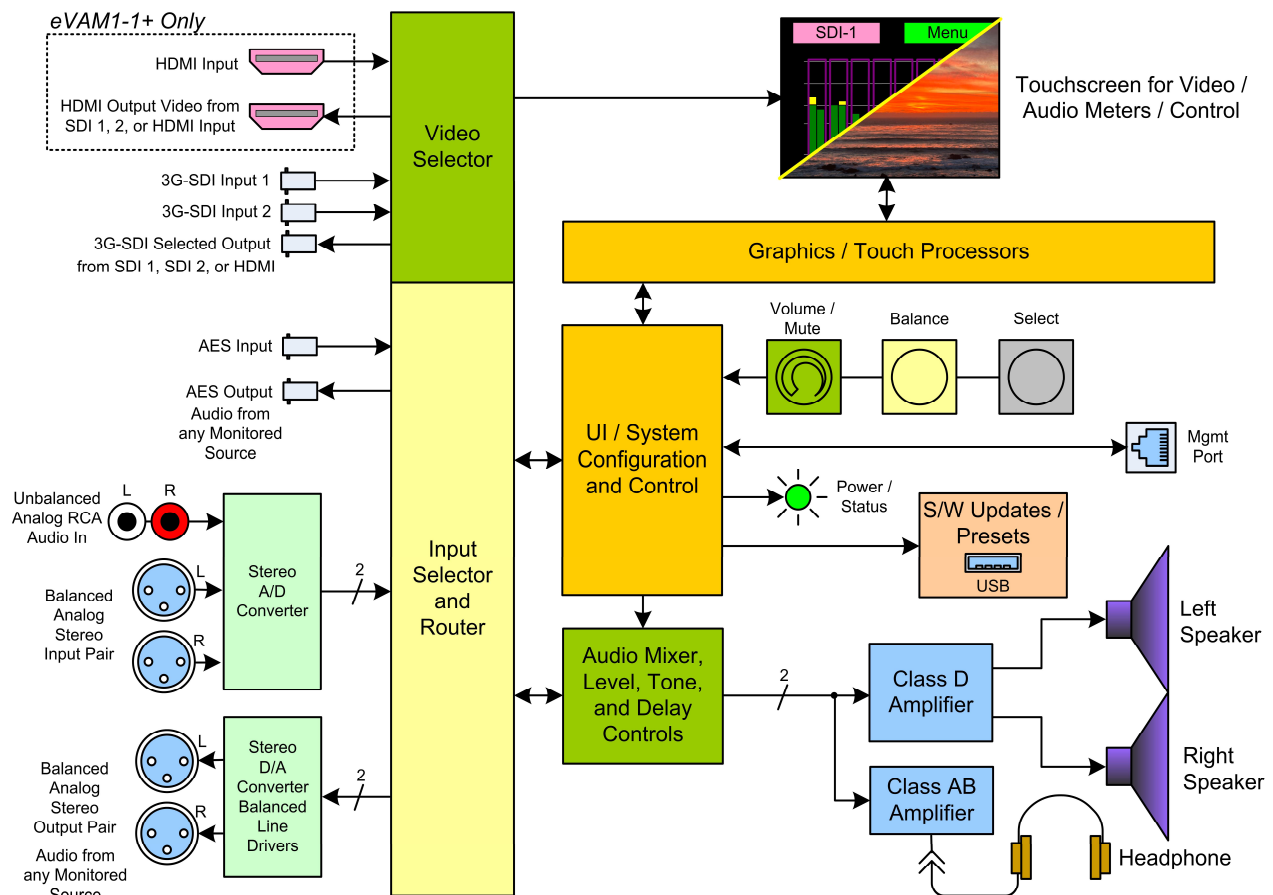 eVAM1-1+ Only
HDMI Input
HDMI Output Video from
SDI 1, 2, or HDMI Input
3G-SDI Input 1
3G-SDI Input 2
3G-SDI Selected Output
from SDI 1, SDI 2, or HDMI
Video
Selector
SDI-1
Menu
Touchscreen for Video /
Audio Meters / Control
Graphics / Touch Processors
AES Input
AES Output
Audio from
any Monitored
Source
Volume /
Mute
Balance
Select
UI / System
Configuration
and Control
Mgmt
Port
Power /
Status
S/W Updates /
Presets
USB
L
R
Unbalanced
Analog RCA
Audio In
L
R
Balanced
Analog
Stereo
Input Pair
Stereo
A/D
Converter
2
Input
Selector
and
Router
Audio Mixer,
Level, Tone,
and Delay
Controls
2
Class D
Amplifier
Left
Speaker
Right
Speaker
Class AB
Amplifier
Headphone
L
R
Balanced
Analog
Stereo
Output Pair
Audio from
any Monitored
Source
Stereo
D/A
Converter
Balanced
Line
Drivers
2